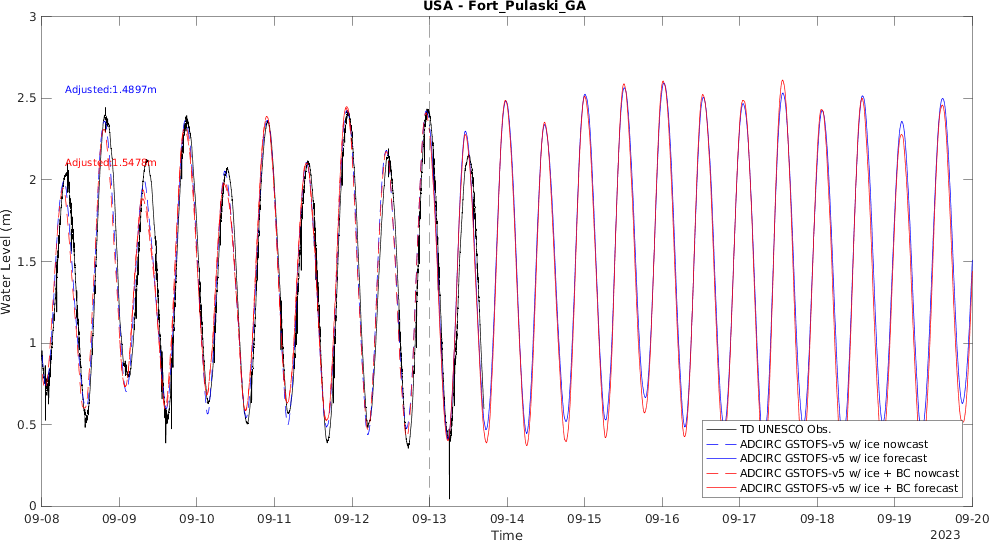 USA - Fort_Pulaski_GA
3
2.5
2
1.5
1
0.5
0
Water Level (m)
Adjusted:1.4897m
Adjusted:1.5478m
TD UNESCO Obs.
ADCIRC GSTOFS-v5 w/ ice nowcast
ADCIRC GSTOFS-v5 w/ ice forecast
ADCIRC GSTOFS-v5 w/ ice + BC nowcast
ADCIRC GSTOFS-v5 w/ ice + BC forecast
09-08 09-09 09-10 09-11 09-12 09-13 09-14 09-15 09-16 09-17 09-18 09-19 09-20
Time
2023